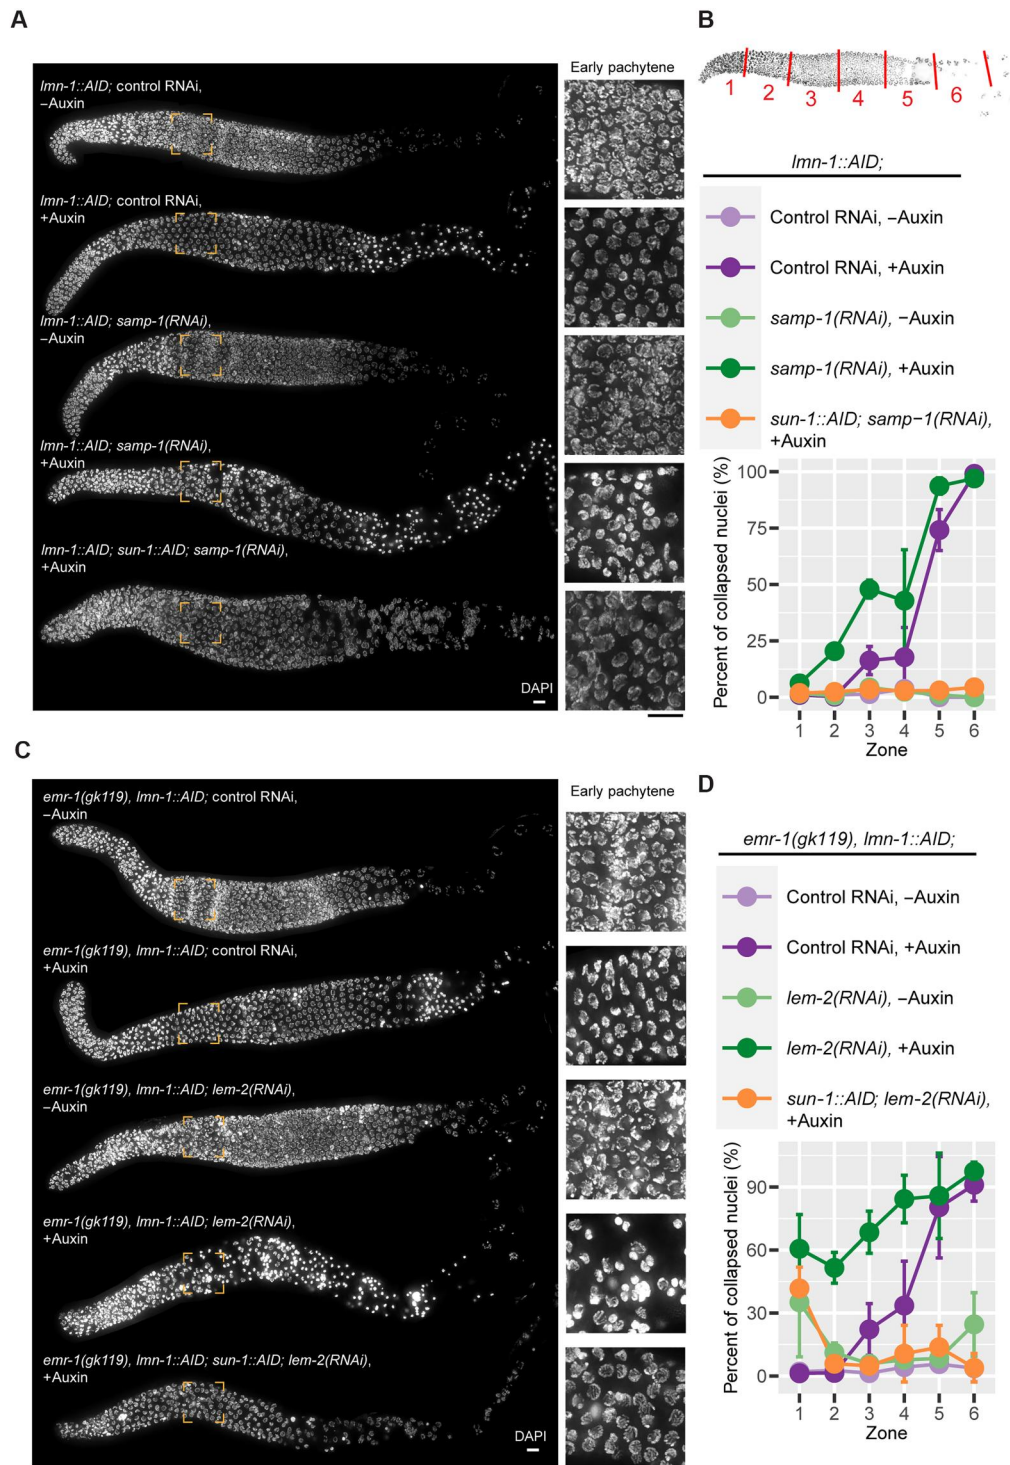 A
lmn-1::AID; control RNAi,
–Auxin
lmn-1::AID; control RNAi,
+Auxin
lmn-1::AID; samp-1(RNAi),
–Auxin
lmn-1::AID; samp-1(RNAi),
+Auxin
lmn-1::AID; sun-1::AID; samp-1(RNAi),
+Auxin
DAPI
Early pachytene
B
1 2 3 4 5 6
lmn-1::AID;
Control RNAi, –Auxin
Control RNAi, +Auxin
samp-1(RNAi), –Auxin
samp-1(RNAi), +Auxin
sun-1::AID; samp−1(RNAi),
+Auxin
Percent of collapsed nuclei (%)
100
75
50
25
0
1 2 3 4 5 6
Zone
C
emr-1(gk119), lmn-1::AID; control RNAi,
–Auxin
emr-1(gk119), lmn-1::AID; control RNAi,
+Auxin
emr-1(gk119), lmn-1::AID; lem-2(RNAi),
–Auxin
emr-1(gk119), lmn-1::AID; lem-2(RNAi),
+Auxin
emr-1(gk119), lmn-1::AID; sun-1::AID; lem-2(RNAi),
+Auxin
DAPI
Early pachytene
D
emr-1(gk119), lmn-1::AID;
Control RNAi, –Auxin
Control RNAi, +Auxin
lem-2(RNAi), –Auxin
lem-2(RNAi), +Auxin
sun-1::AID; lem-2(RNAi),
+Auxin
Percent of collapsed nuclei (%)
90
60
30
0
1 2 3 4 5 6
Zone